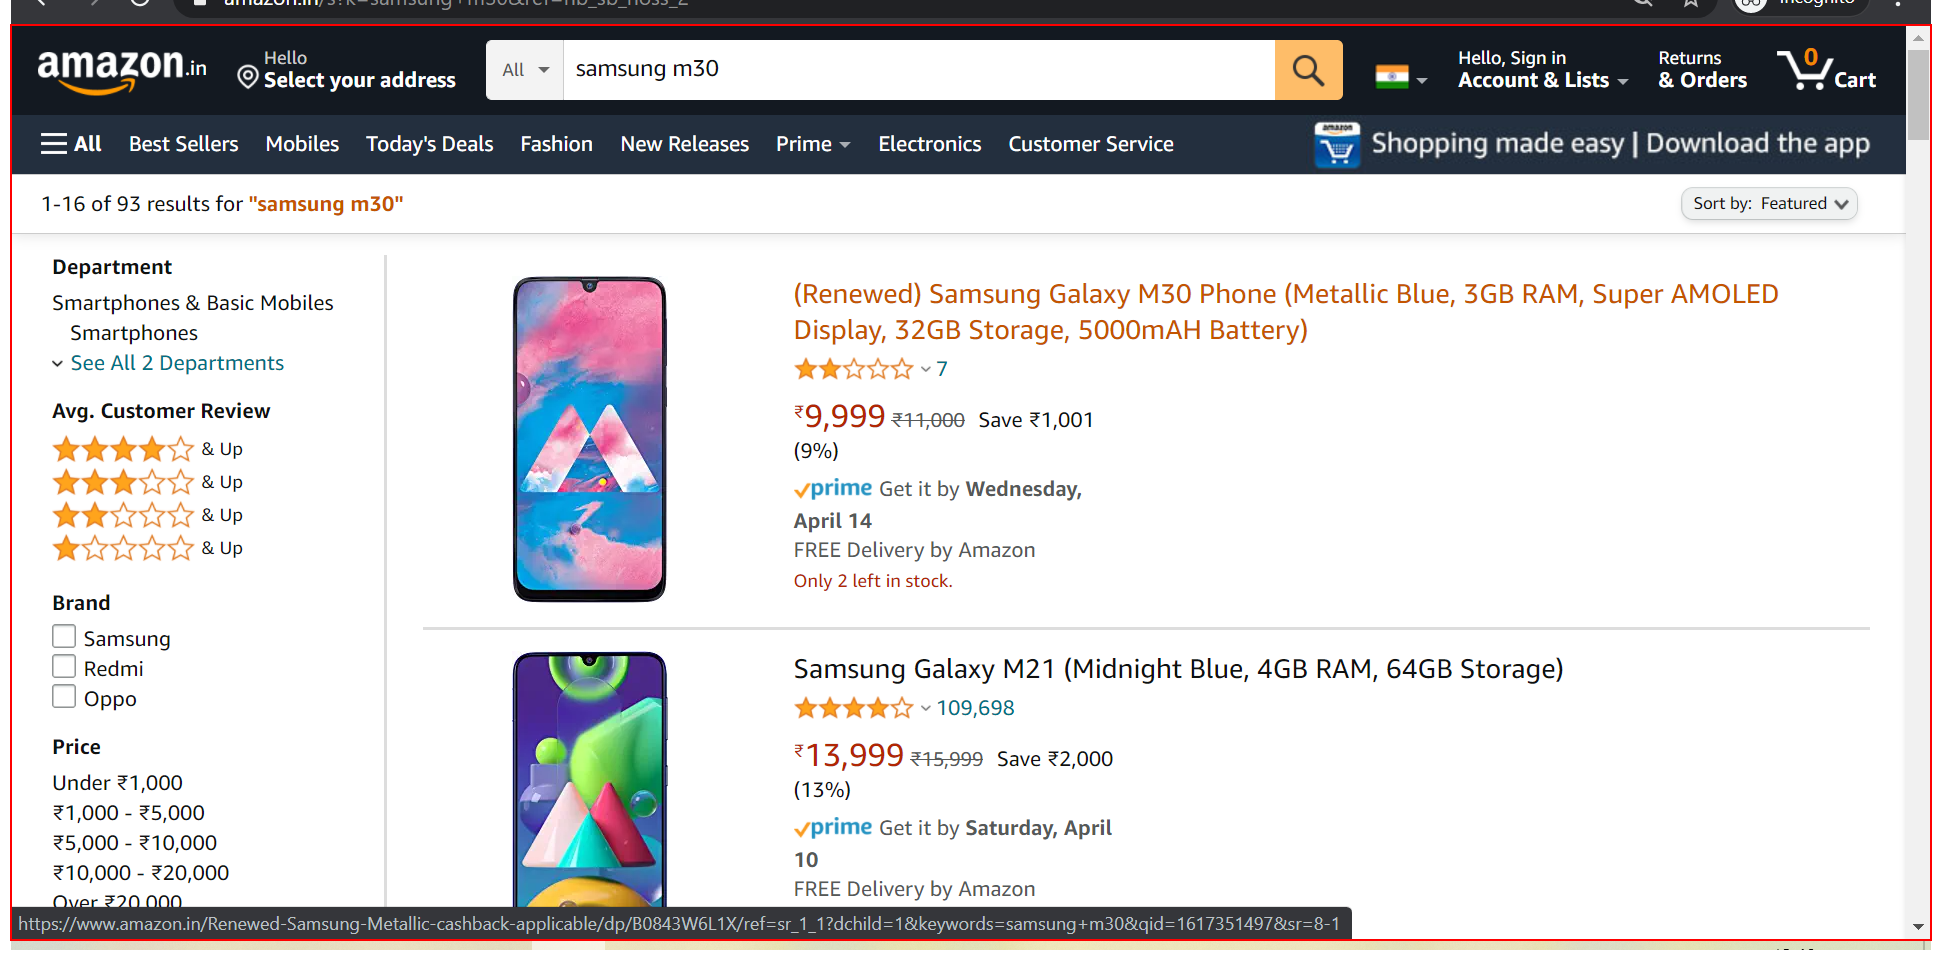 amazon.in/s?k=samsung+m30&ref=nb_sb_noss_2
Incognito
amazon.in
Hello
Select your address
All
samsung m30
Hello, Sign in
Account & Lists
Returns
& Orders
0
Cart
All
Best Sellers
Mobiles
Today's Deals
Fashion
New Releases
Prime
Electronics
Customer Service
amazon
Shopping made easy | Download the app
1-16 of 93 results for "samsung m30"
Sort by: Featured
Department
Smartphones & Basic Mobiles
Smartphones
See All 2 Departments
Avg. Customer Review
& Up
& Up
& Up
& Up
Brand
Samsung
Redmi
Oppo
Price
Under ₹1,000
₹1,000 - ₹5,000
₹5,000 - ₹10,000
₹10,000 - ₹20,000
Over ₹20,000
(Renewed) Samsung Galaxy M30 Phone (Metallic Blue, 3GB RAM, Super AMOLED
Display, 32GB Storage, 5000mAH Battery)
7
₹9,999 ₹11,000 Save ₹1,001
(9%)
prime Get it by Wednesday,
April 14
FREE Delivery by Amazon
Only 2 left in stock.
Samsung Galaxy M21 (Midnight Blue, 4GB RAM, 64GB Storage)
109,698
₹13,999 ₹15,999 Save ₹2,000
(13%)
prime Get it by Saturday, April
10
FREE Delivery by Amazon
https://www.amazon.in/Renewed-Samsung-Metallic-cashback-applicable/dp/B0843W6L1X/ref=sr_1_1?dchild=1&keywords=samsung+m30&qid=1617351497&sr=8-1